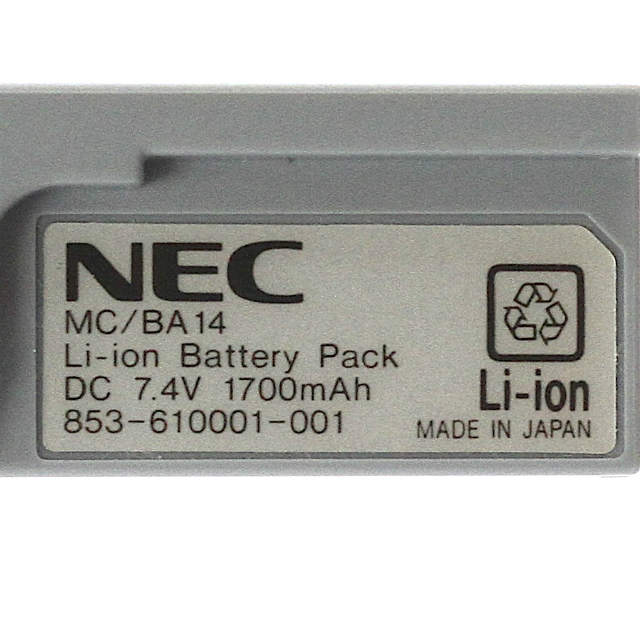 NEC
MC/BA14
Li-ion Battery Pack
DC 7.4V 1700mAh
853-610001-001
Li-ion
MADE IN JAPAN